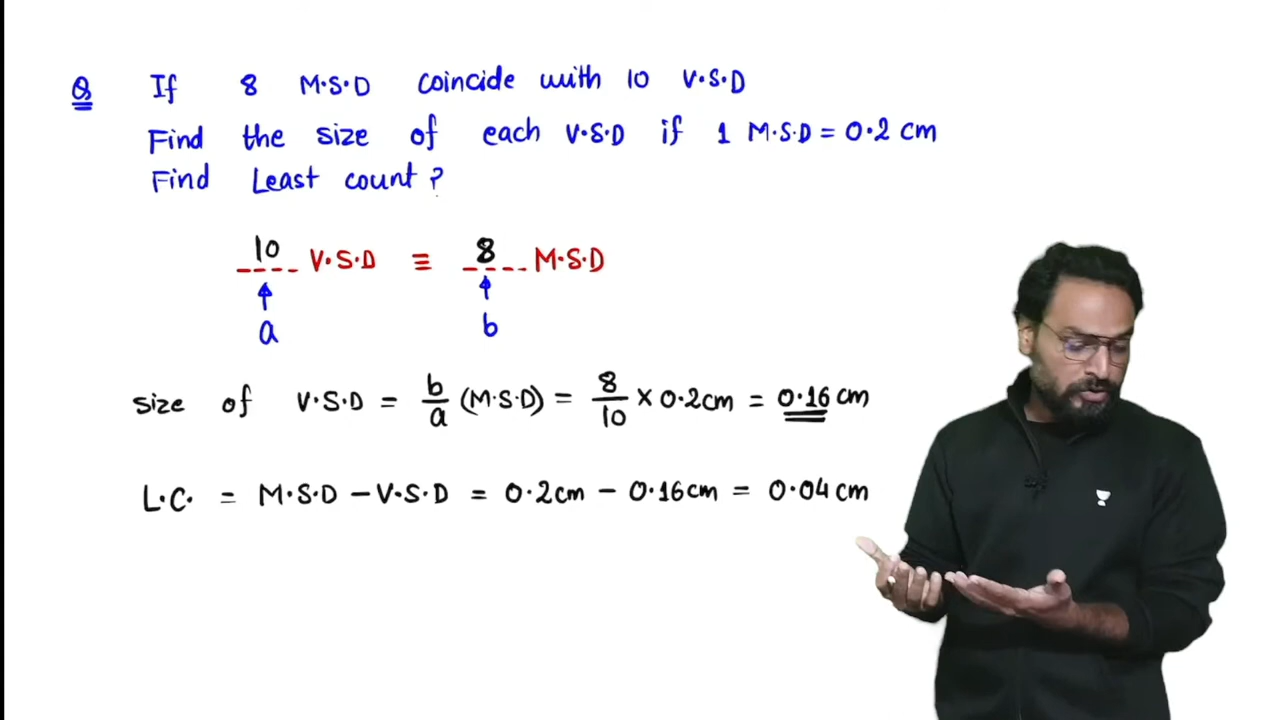 Q If 8 M.S.D coincide with 10 V.S.D
Find the size of each V.S.D if 1 M.S.D = 0.2 cm
Find Least count?
10 V.S.D ≡ 8 M.S.D
a b
size of V.S.D = b/a (M.S.D) = 8/10 × 0.2cm = 0.16 cm
L.C. = M.S.D - V.S.D = 0.2cm - 0.16cm = 0.04 cm